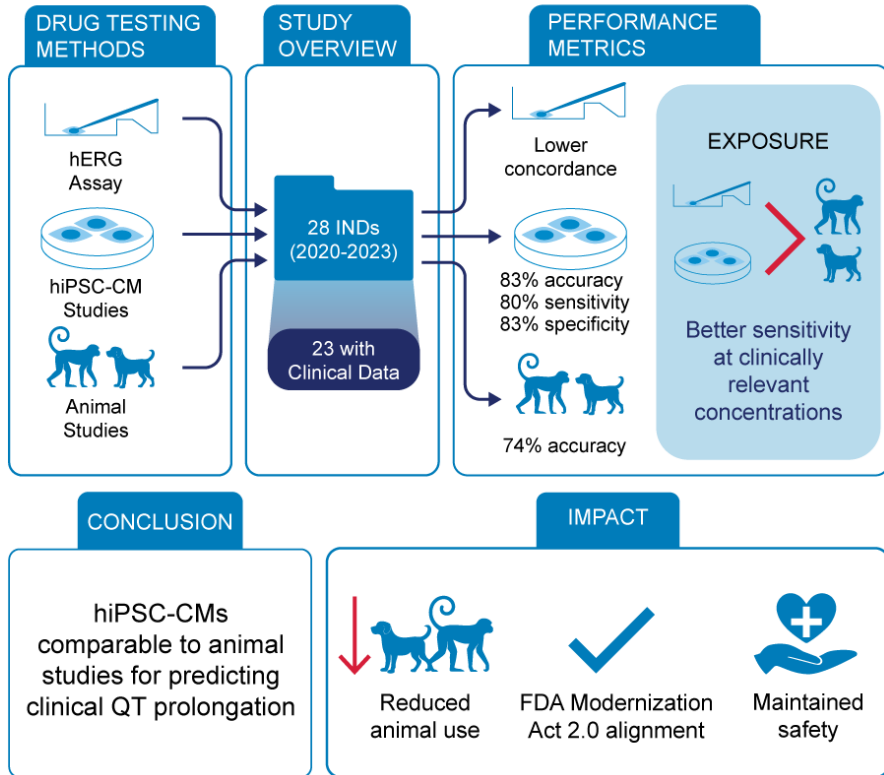 DRUG TESTING
METHODS
hERG
Assay
hiPSC-CM
Studies
Animal
Studies
STUDY
OVERVIEW
28 INDs
(2020-2023)
23 with
Clinical Data
PERFORMANCE
METRICS
Lower
concordance
83% accuracy
80% sensitivity
83% specificity
74% accuracy
EXPOSURE
Better sensitivity
at clinically
relevant
concentrations
CONCLUSION
hiPSC-CMs
comparable to animal
studies for predicting
clinical QT prolongation
IMPACT
Reduced
animal use
FDA Modernization
Act 2.0 alignment
Maintained
safety